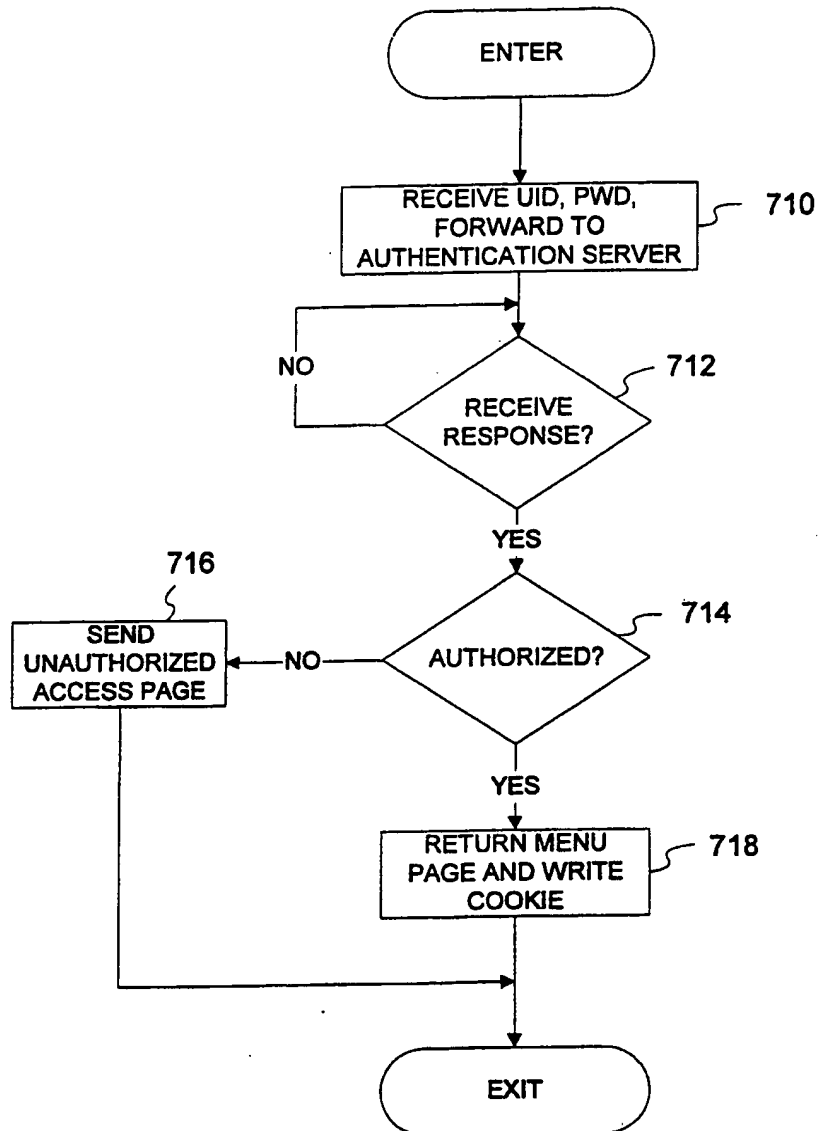 ENTER
RECEIVE UID, PWD,
FORWARD TO
AUTHENTICATION SERVER
710
NO
712
RECEIVE
RESPONSE?
YES
716
714
SEND
UNAUTHORIZED
ACCESS PAGE
NO
AUTHORIZED?
YES
RETURN MENU
PAGE AND WRITE
COOKIE
718
EXIT